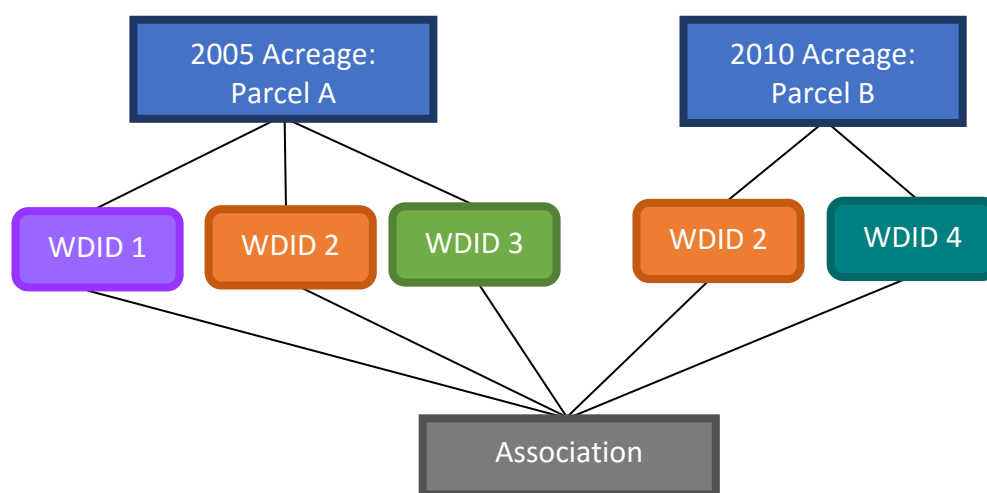 2005 Acreage:
Parcel A
2010 Acreage:
Parcel B
WDID 1
WDID 2
WDID 3
WDID 2
WDID 4
Association